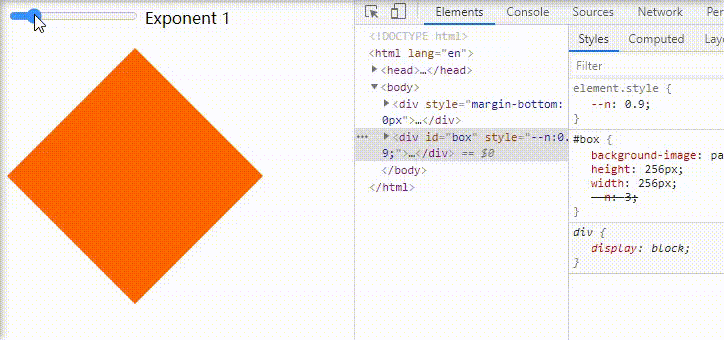 Exponent 1
Elements Console Sources Network Per
<!DOCTYPE html>
<html lang="en">
<head>…</head>
<body>
<div style="margin-bottom:
0px">…</div>
<div id="box" style="--n:0.
9;">…</div> == $0
</body>
</html>
Styles Computed Layo
Filter
element.style {
--n: 0.9;
}
#box {
background-image: pa
height: 256px;
width: 256px;
--n: 3;
}
div {
display: block;
}